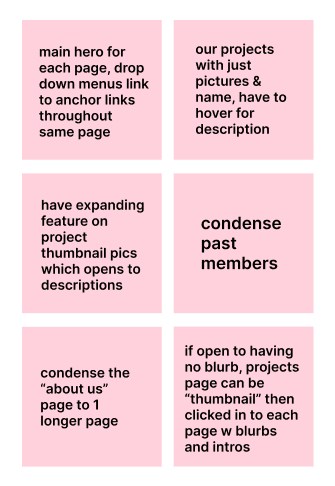 main hero for
each page, drop
down menus link
to anchor links
throughout
same page
our projects
with just
pictures &
name, have to
hover for
description
have expanding
feature on
project
thumbnail pics
which opens to
descriptions
condense
past
members
condense the
“about us”
page to 1
longer page
if open to having
no blurb, projects
page can be
“thumbnail” then
clicked in to each
page w blurbs
and intros